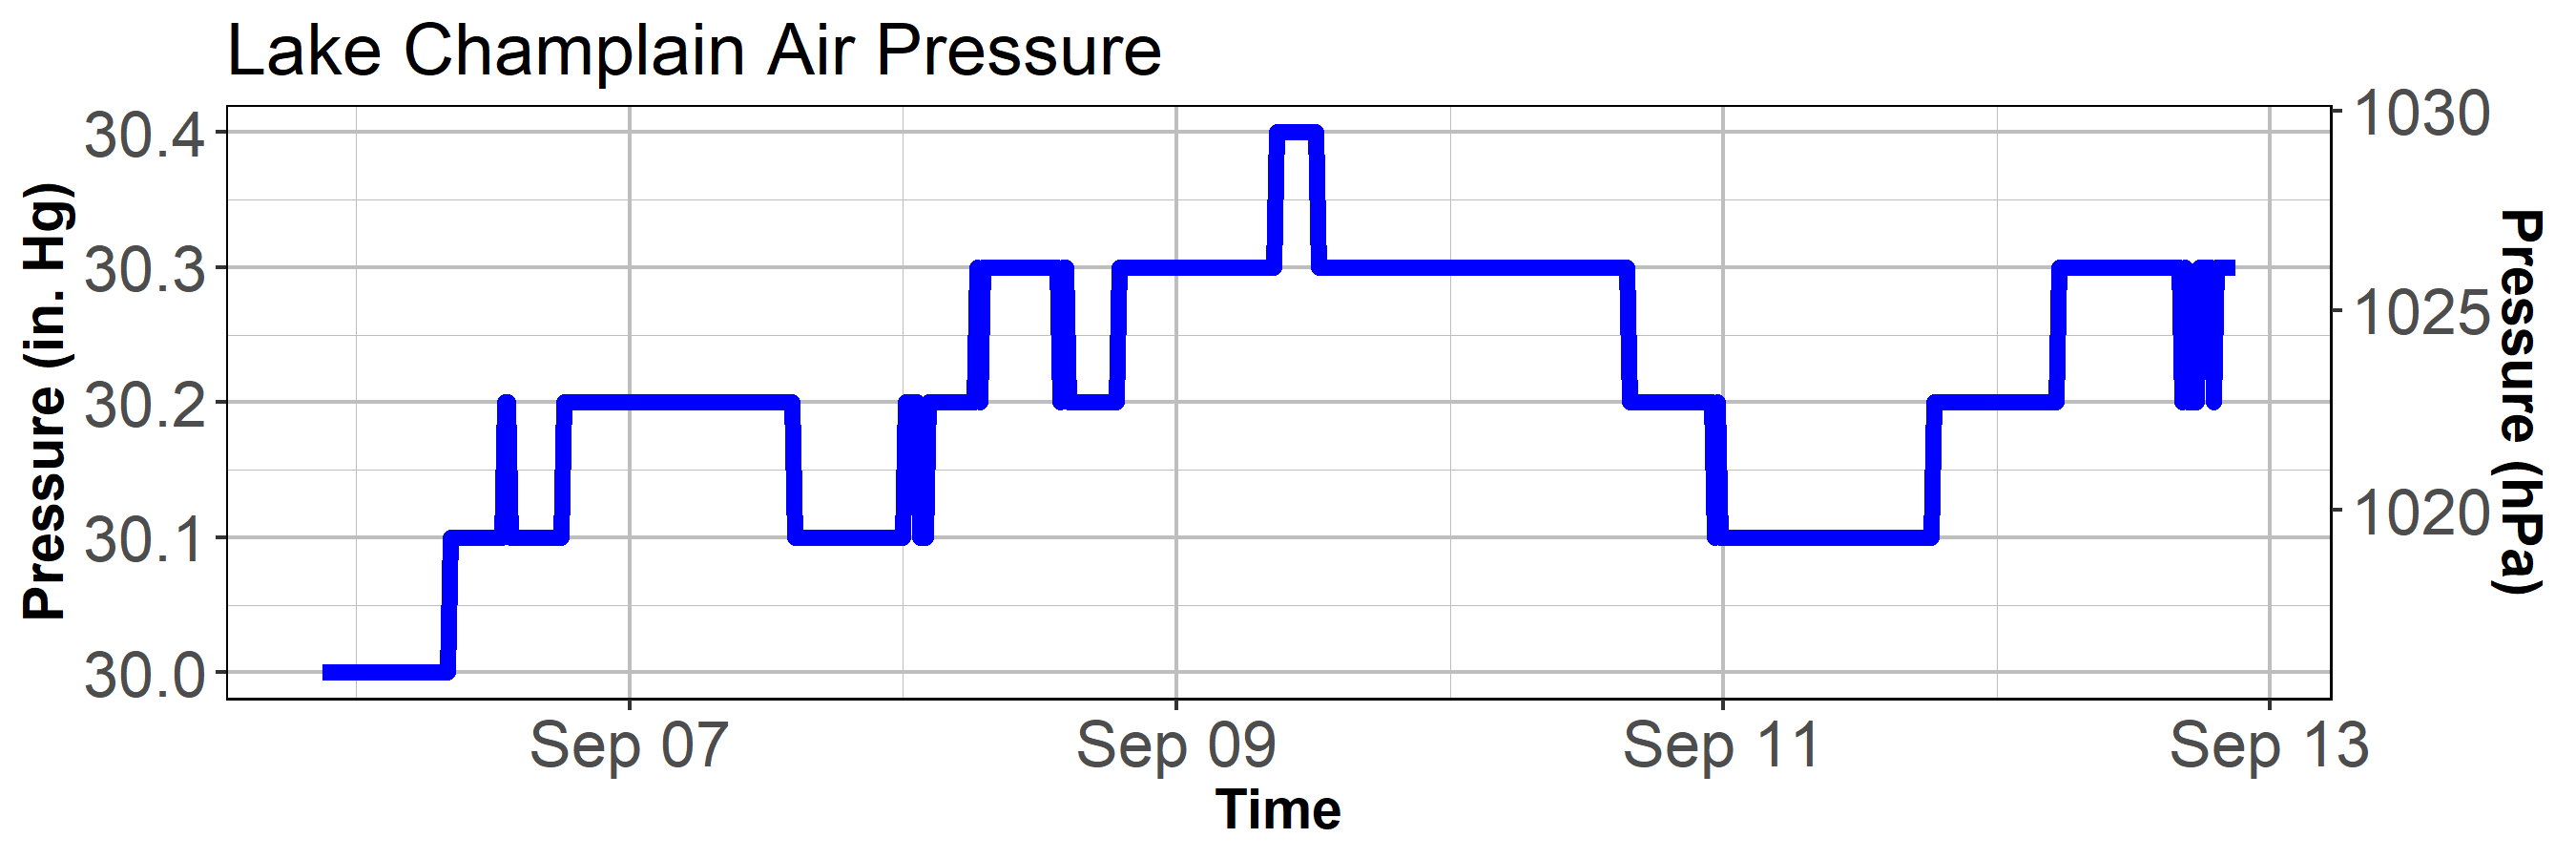 Lake Champlain Air Pressure
Pressure (in. Hg)
30.4
30.3
30.2
30.1
30.0
1030
1025
1020
Pressure (hPa)
Sep 07 Sep 09 Sep 11 Sep 13
Time